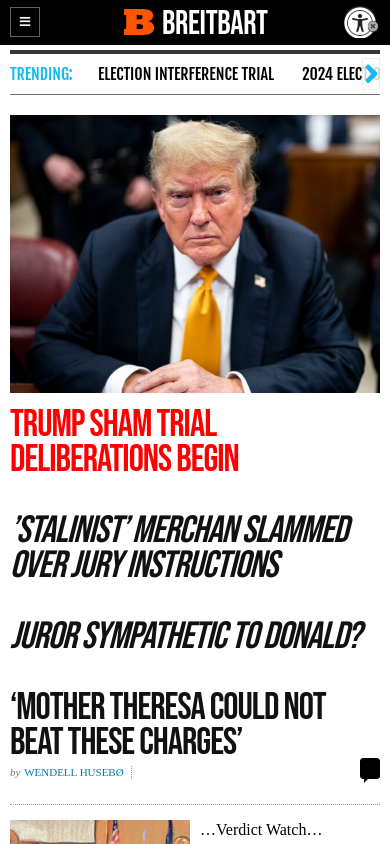 BREITBART
TRENDING: ELECTION INTERFERENCE TRIAL 2024 ELEC
TRUMP SHAM TRIAL
DELIBERATIONS BEGIN
’STALINIST’ MERCHAN SLAMMED
OVER JURY INSTRUCTIONS
JUROR SYMPATHETIC TO DONALD?
‘MOTHER THERESA COULD NOT
BEAT THESE CHARGES’
by WENDELL HUSEBØ
…Verdict Watch…